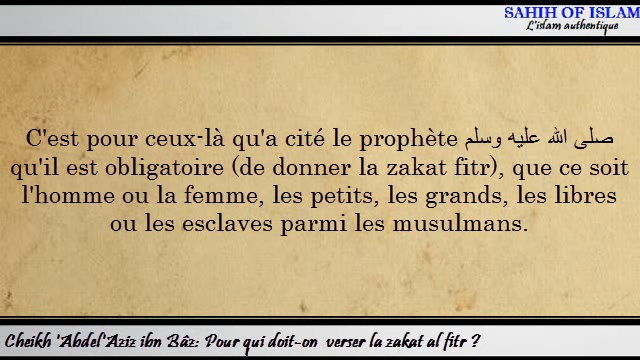 SAHIH OF ISLAM
L'islam authentique
C'est pour ceux-là qu'a cité le prophète صلى الله عليه وسلم
qu'il est obligatoire (de donner la zakat fitr), que ce soit
l'homme ou la femme, les petits, les grands, les libres
ou les esclaves parmi les musulmans.
Cheikh 'Abdel'Aziz ibn Bâz: Pour qui doit-on verser la zakat al fitr ?